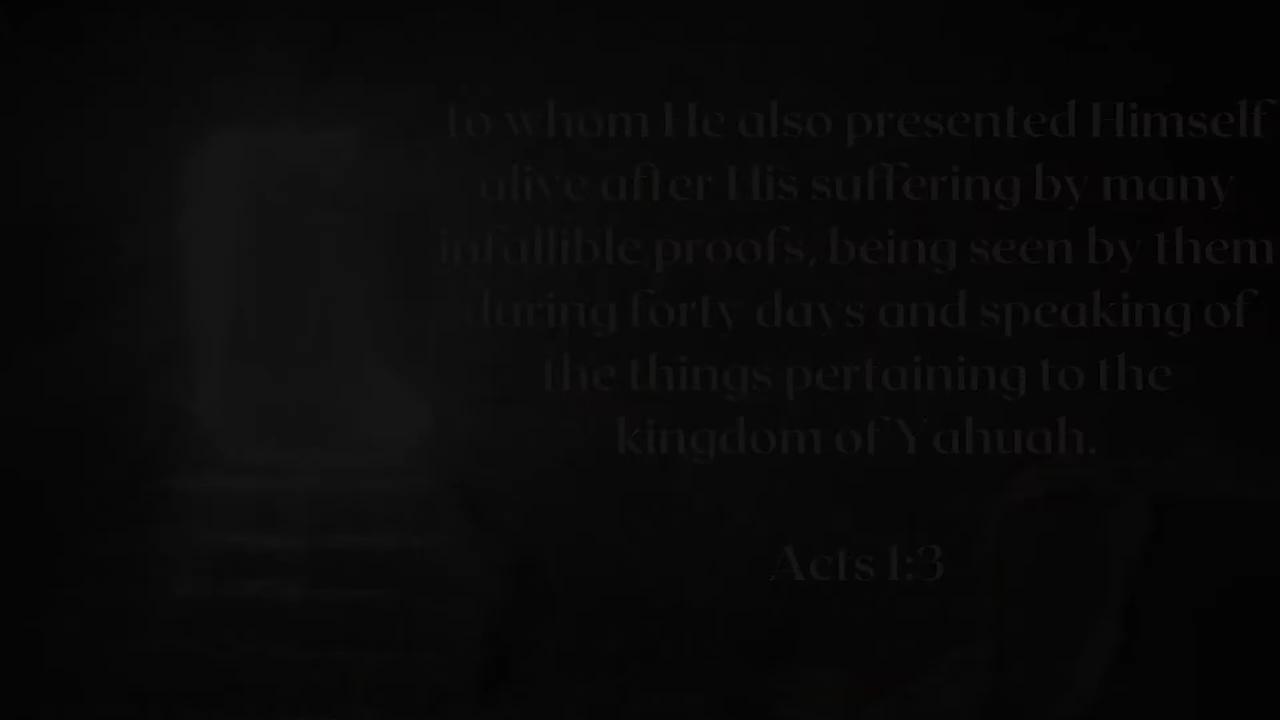 to whom He also presented Himself
alive after His suffering by many
infallible proofs, being seen by them
during forty days and speaking of
the things pertaining to the
kingdom of Yahuah.
Acts 1:3